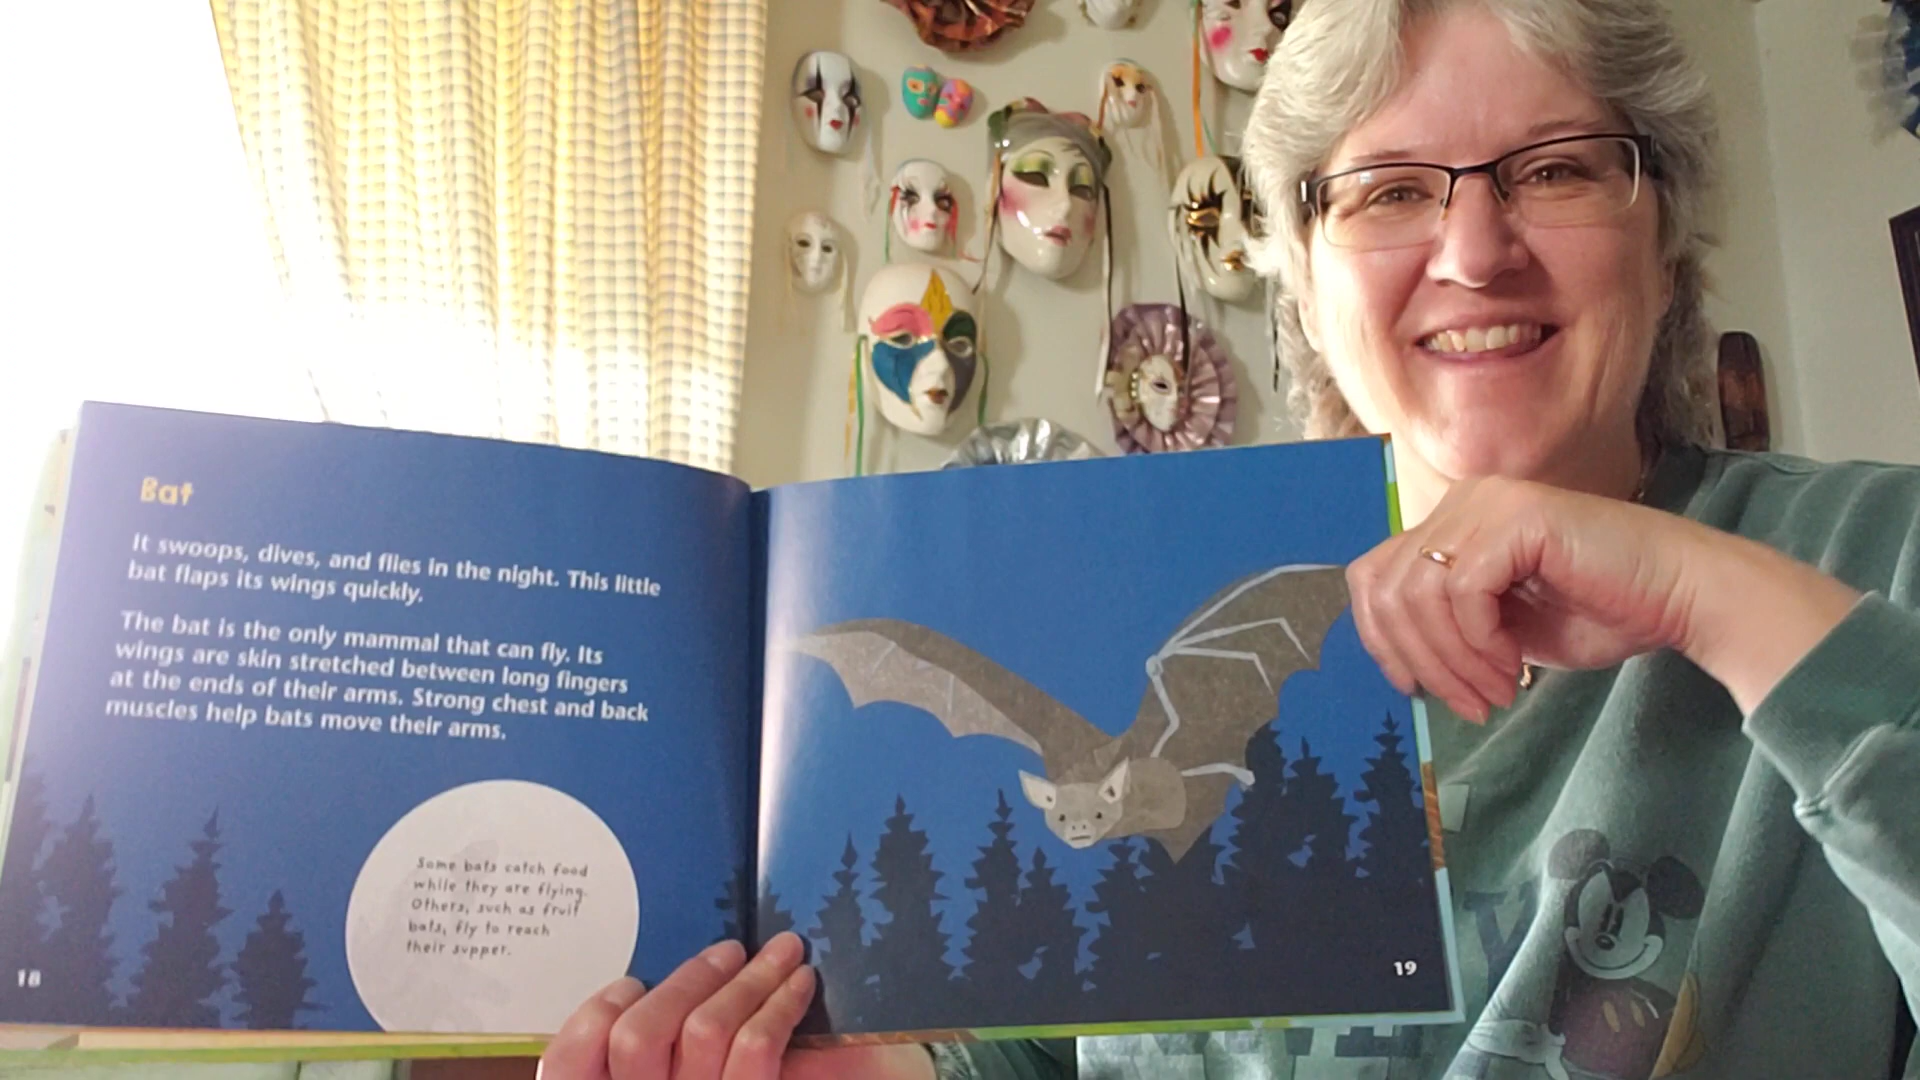 Bat
It swoops, dives, and flies in the night. This little
bat flaps its wings quickly.
The bat is the only mammal that can fly. Its
wings are skin stretched between long fingers
at the ends of their arms. Strong chest and back
muscles help bats move their arms.
Some bats catch food
while they are flying.
Others, such as fruit
bats, fly to reach
their supper.
18
19